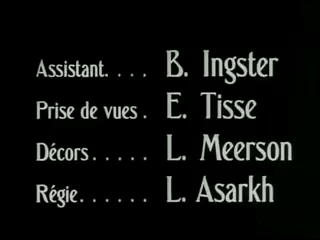 Assistant. . . . B. Ingster
Prise de vues . E. Tisse
Décors. . . . . L. Meerson
Régie. . . . . . L. Asarkh